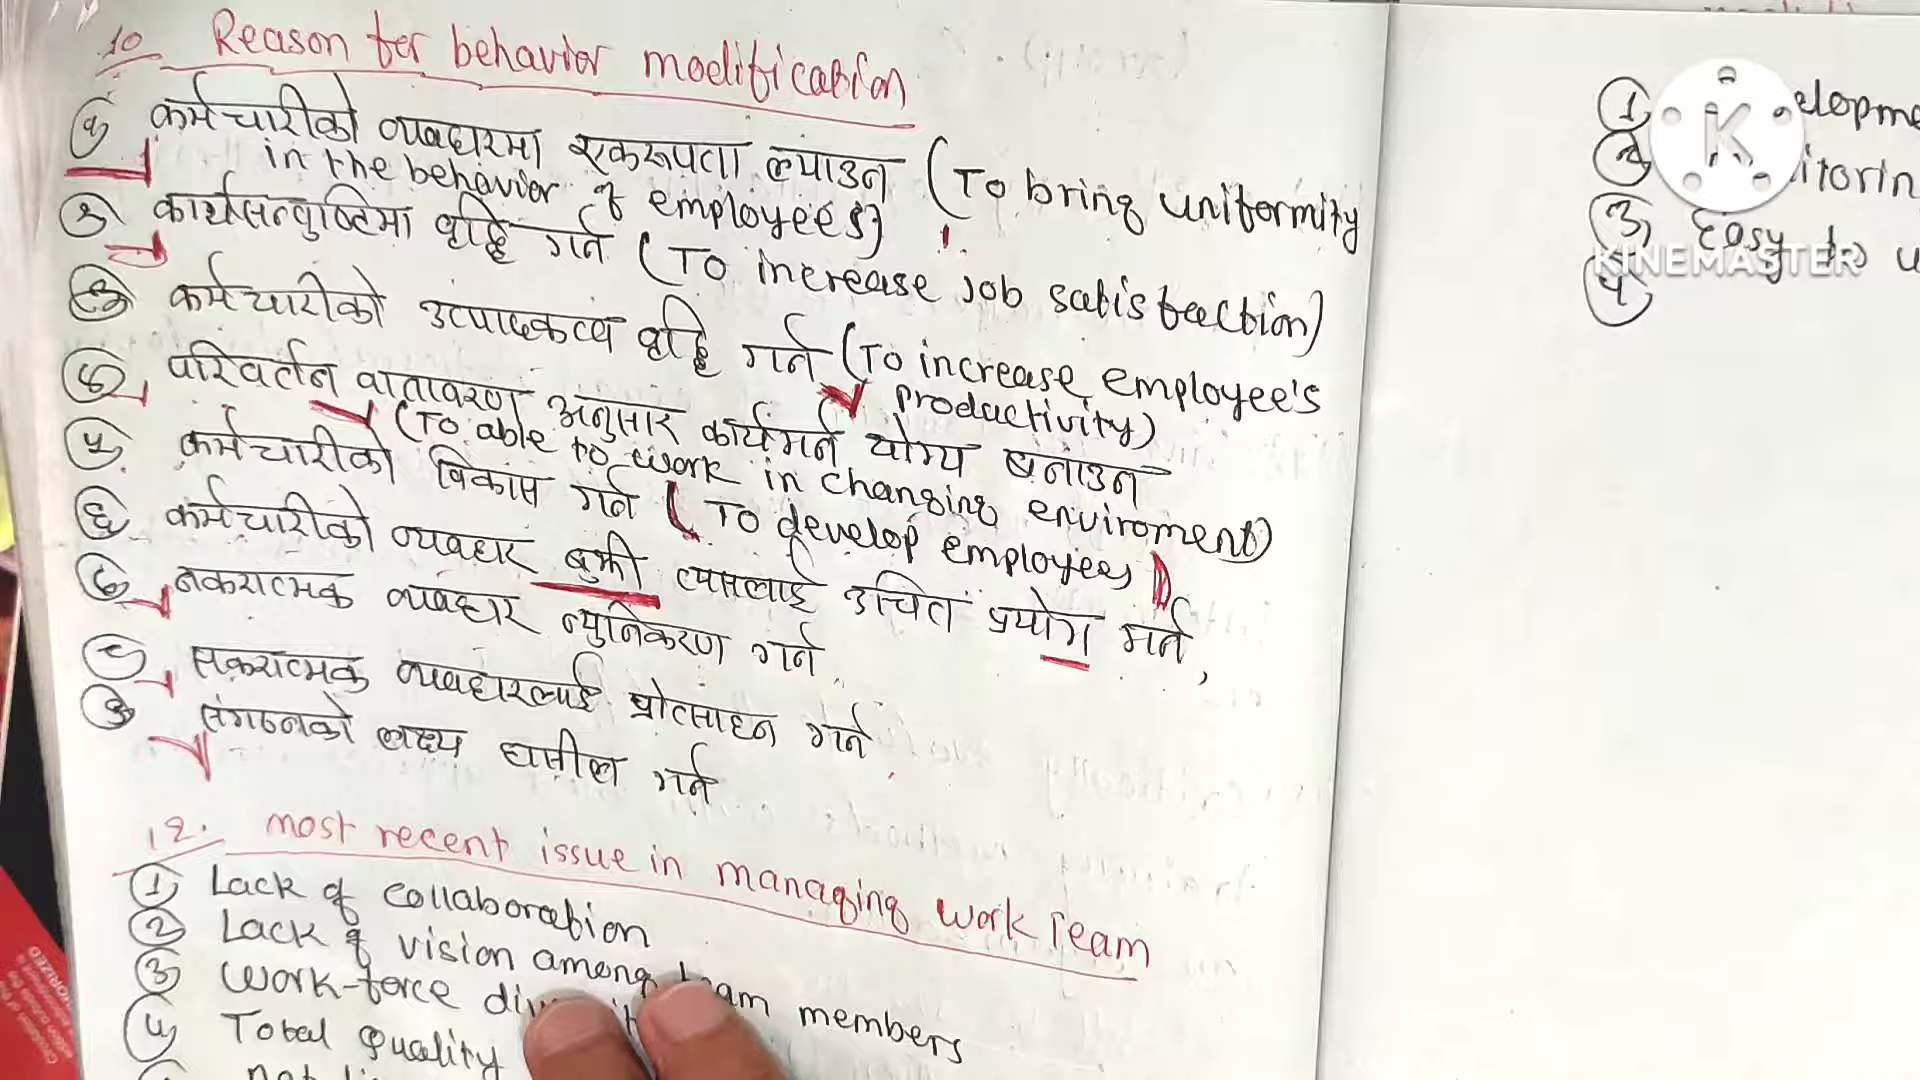 10 Reason for behavior modification
(१) कर्मचारीको व्यवहारमा एकरूपता ल्याउन (To bring uniformity
in the behavior of employees)
(२) कार्यसन्तुष्टिमा वृद्धि गर्न (To increase job satisfaction)
(३) कर्मचारीको उत्पादकत्व वृद्धि गर्न (To increase employee's
productivity)
(४) परिवर्तन वातावरण अनुसार कार्यगर्न योग्य बनाउन
(To able to work in changing enviroment)
(५) कर्मचारीको विकास गर्न (To develop employees)
(६) कर्मचारीको व्यवहार बुझी त्यसलाई उचित प्रयोग गर्न,
(७) नकरात्मक व्यवहार न्युनिकरण गर्न
(८) सकरात्मक व्यवहारलाई प्रोत्साहन गर्न
(९) संगठनको लक्ष्य हासील गर्न
12. most recent issue in managing work Team
(1) Lack of collaboration
(2) Lack of vision among team members
(3) Work-force
(4) Total Quality
(1)
(2)
(3) Easy to
(4)
KINEMASTER